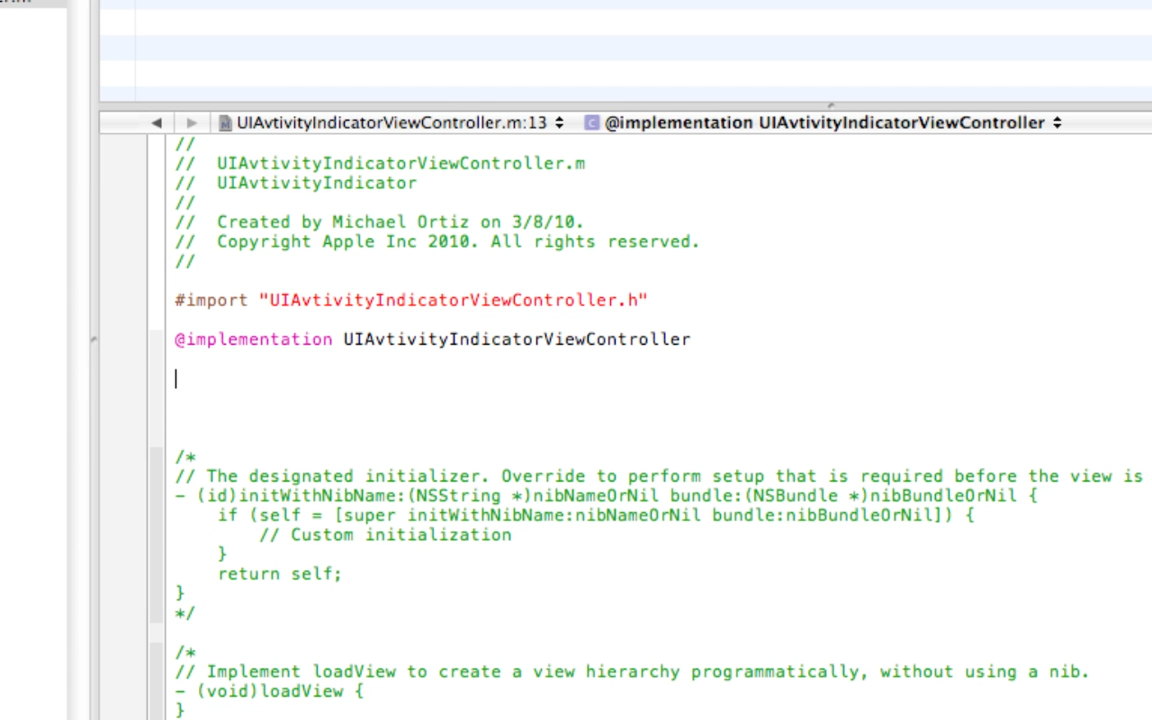 UIAvtivityIndicatorViewController.m:13 @implementation UIAvtivityIndicatorViewController
//
// UIAvtivityIndicatorViewController.m
// UIAvtivityIndicator
//
// Created by Michael Ortiz on 3/8/10.
// Copyright Apple Inc 2010. All rights reserved.
//
#import "UIAvtivityIndicatorViewController.h"
@implementation UIAvtivityIndicatorViewController
/*
// The designated initializer. Override to perform setup that is required before the view is
- (id)initWithNibName:(NSString *)nibNameOrNil bundle:(NSBundle *)nibBundleOrNil {
if (self = [super initWithNibName:nibNameOrNil bundle:nibBundleOrNil]) {
// Custom initialization
}
return self;
}
*/
/*
// Implement loadView to create a view hierarchy programmatically, without using a nib.
- (void)loadView {
}